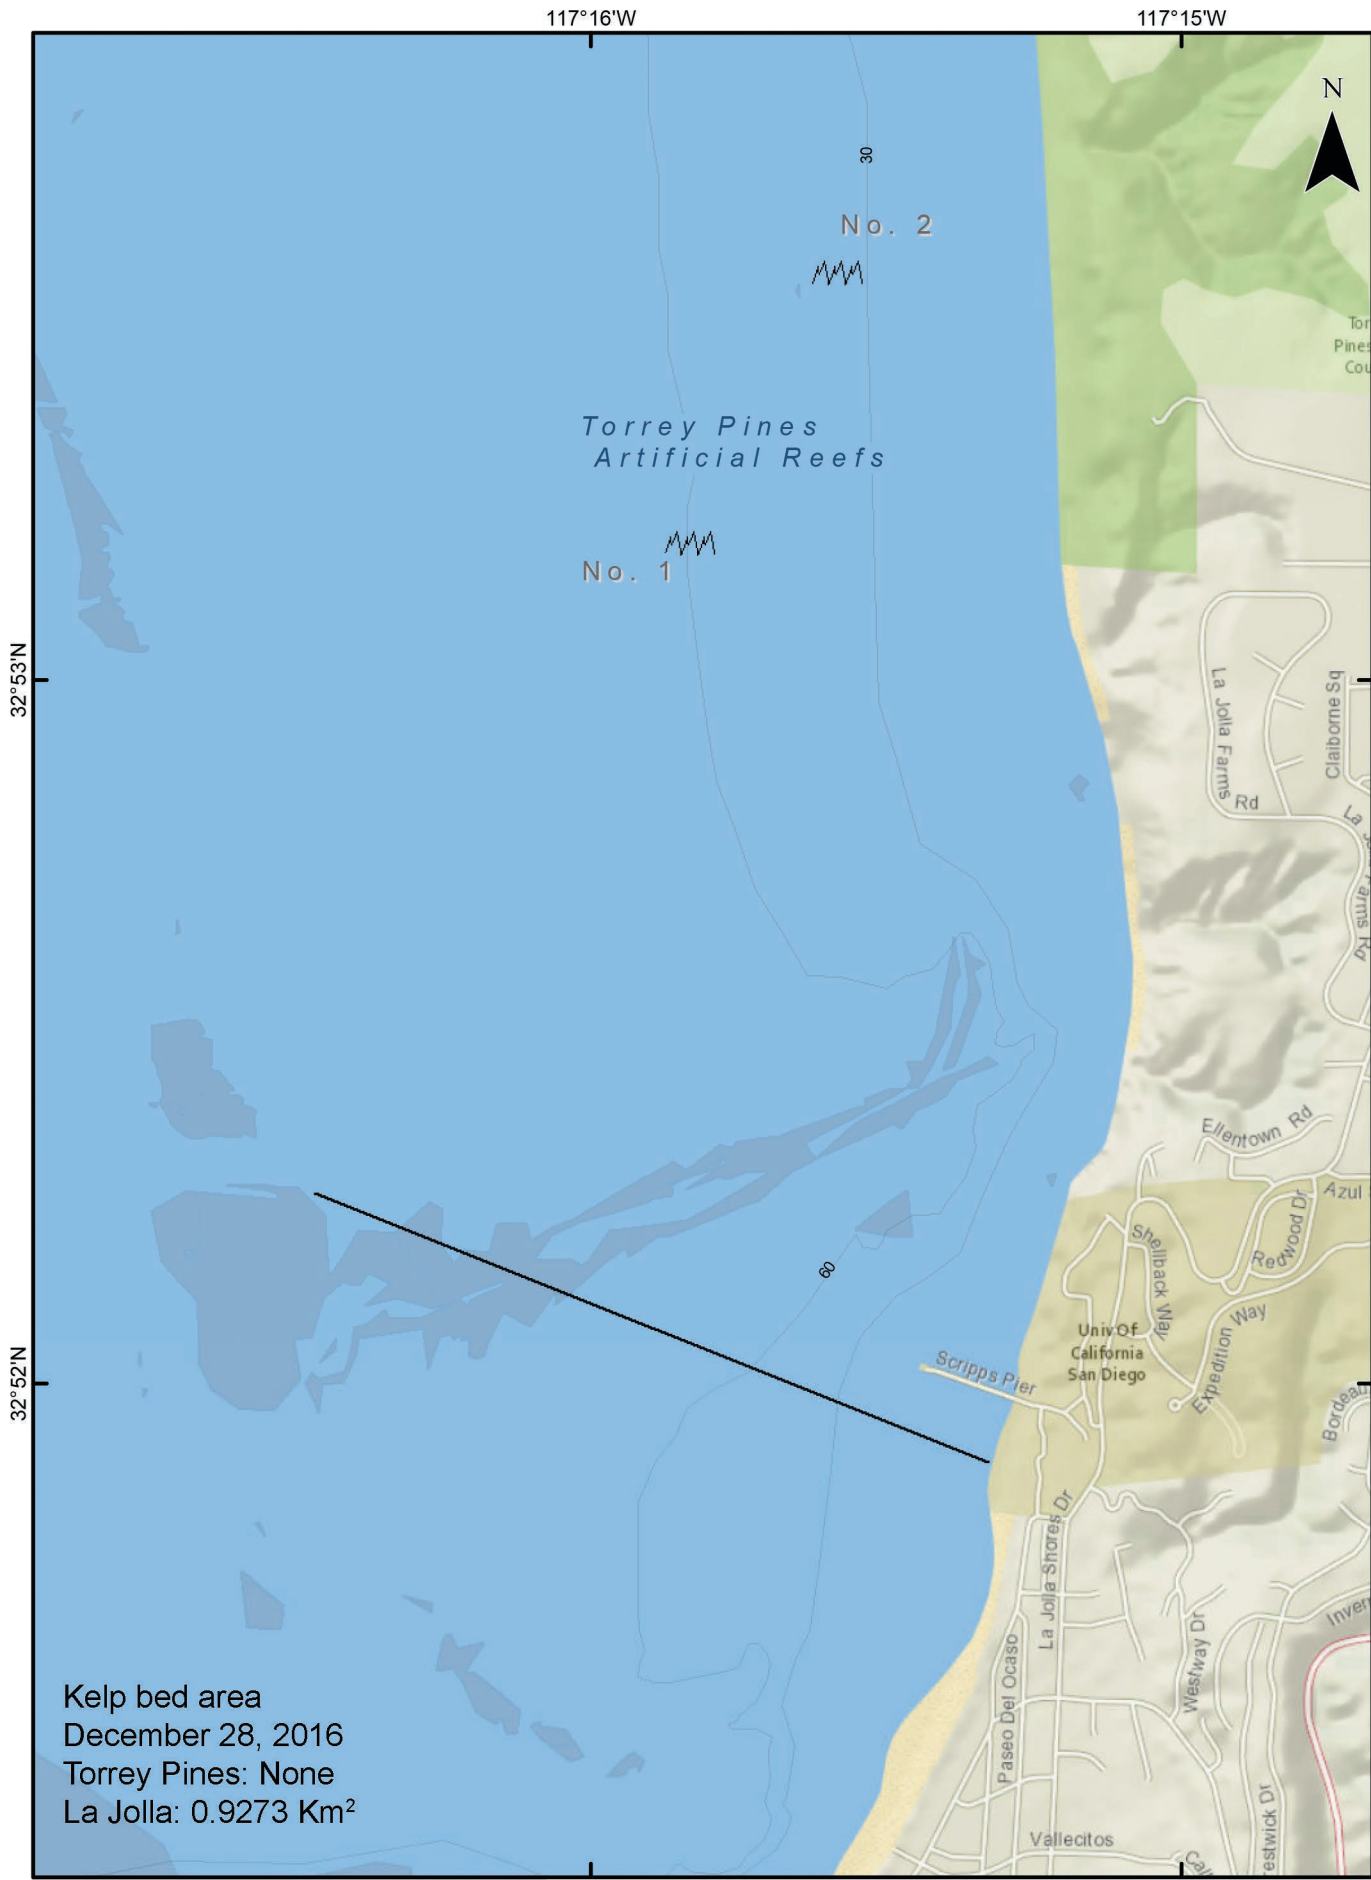 117°16'W
117°15'W
N
30
No. 2
Tor
Pines
Cou
Torrey Pines
Artificial Reefs
No. 1
32°53'N
La Jolla Farms
Rd
Claiborne Sq
Ellentown Rd
Azul
Redwood Dr
Shellback Way
60
Univ Of
California
San Diego
Expedition Way
Scripps Pier
32°52'N
La Jolla Shores Dr
Paseo Del Ocaso
Westway Dr
Kelp bed area
December 28, 2016
Torrey Pines: None
La Jolla: 0.9273 Km²
Vallecitos